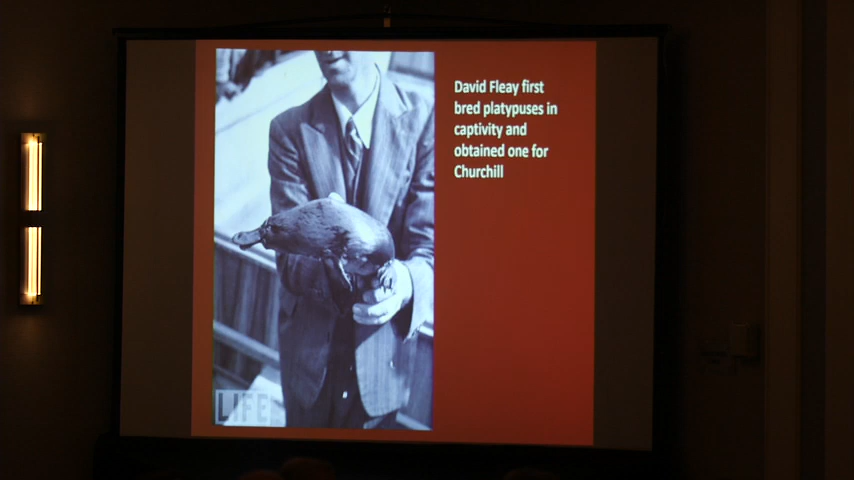 David Fleay first
bred platypuses in
captivity and
obtained one for
Churchill
LIFE